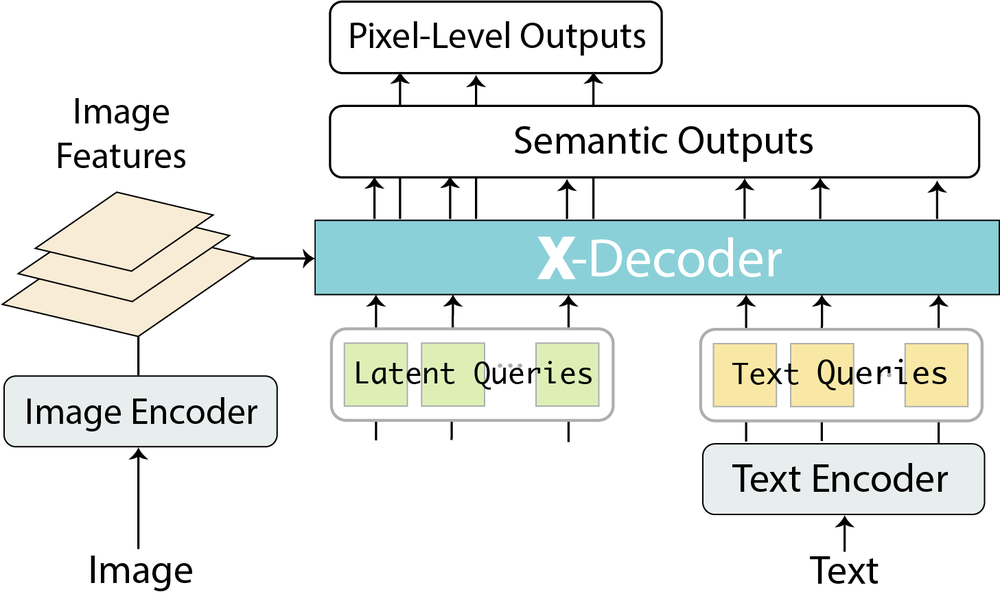 Pixel-Level Outputs
Image
Features
Semantic Outputs
X-Decoder
Latent Queries
Text Queries
Image Encoder
Text Encoder
Image
Text